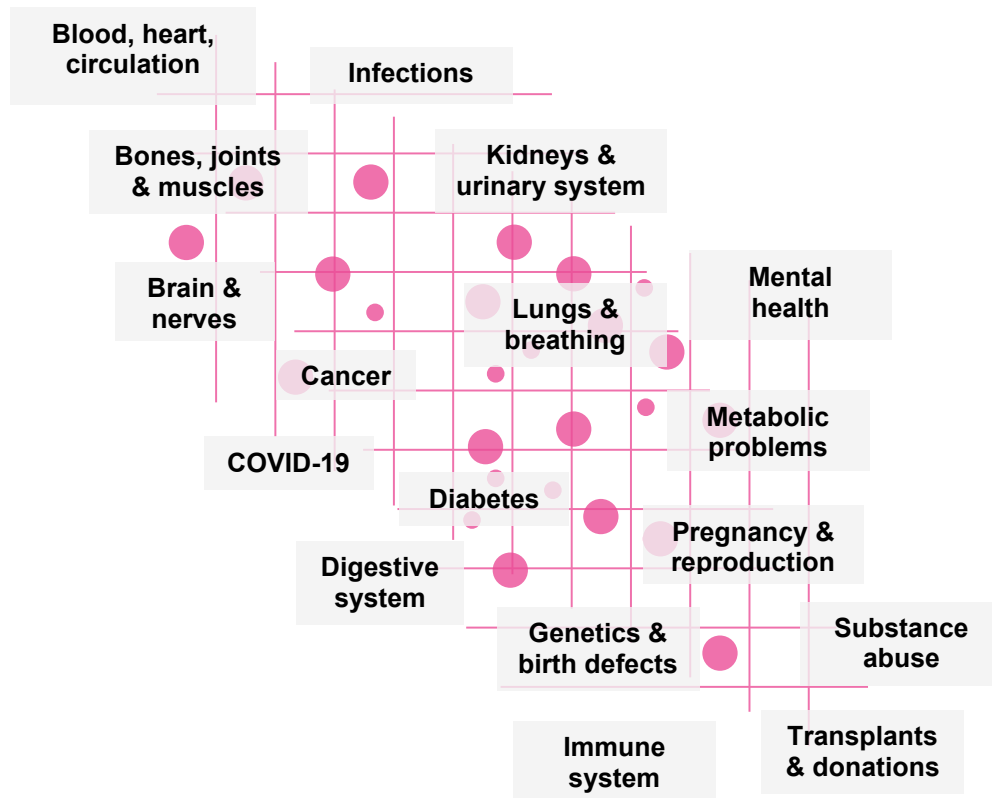 Blood, heart,
circulation
Infections
Bones, joints
& muscles
Kidneys &
urinary system
Brain &
nerves
Mental
health
Lungs &
breathing
Cancer
Metabolic
problems
COVID-19
Diabetes
Pregnancy &
reproduction
Digestive
system
Genetics &
birth defects
Substance
abuse
Immune
system
Transplants
& donations